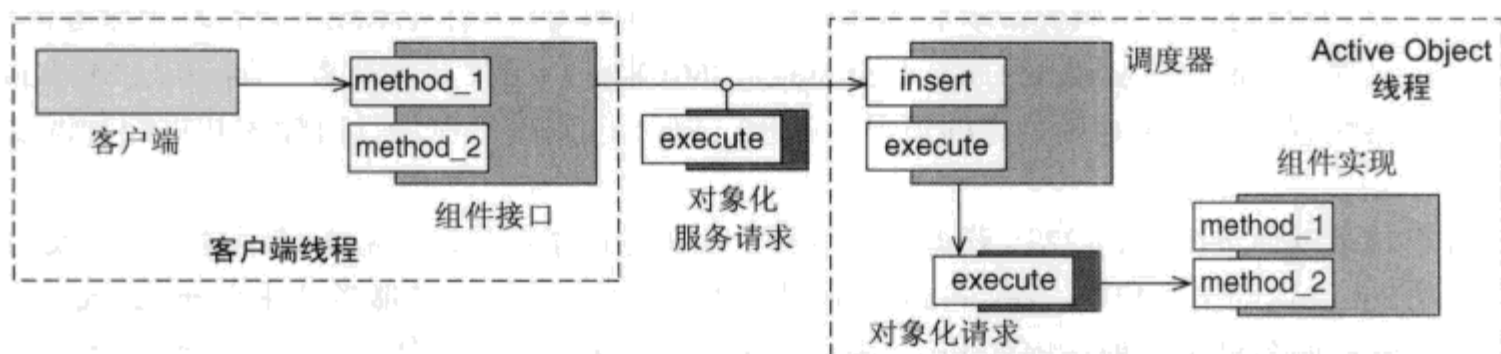 客户端
method_1
method_2
组件接口
客户端线程
execute
对象化
服务请求
insert
execute
调度器
Active Object
线程
execute
对象化请求
组件实现
method_1
method_2